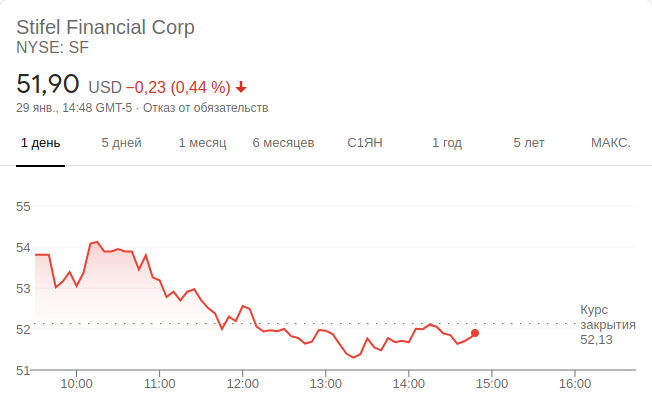 Stifel Financial Corp
NYSE: SF
51,90 USD −0,23 (0,44 %)
29 янв., 14:48 GMT-5 · Отказ от обязательств
1 день 5 дней 1 месяц 6 месяцев С1ЯН 1 год 5 лет МАКС.
55
54
53
52
51
Курс
закрытия
52,13
10:00 11:00 12:00 13:00 14:00 15:00 16:00